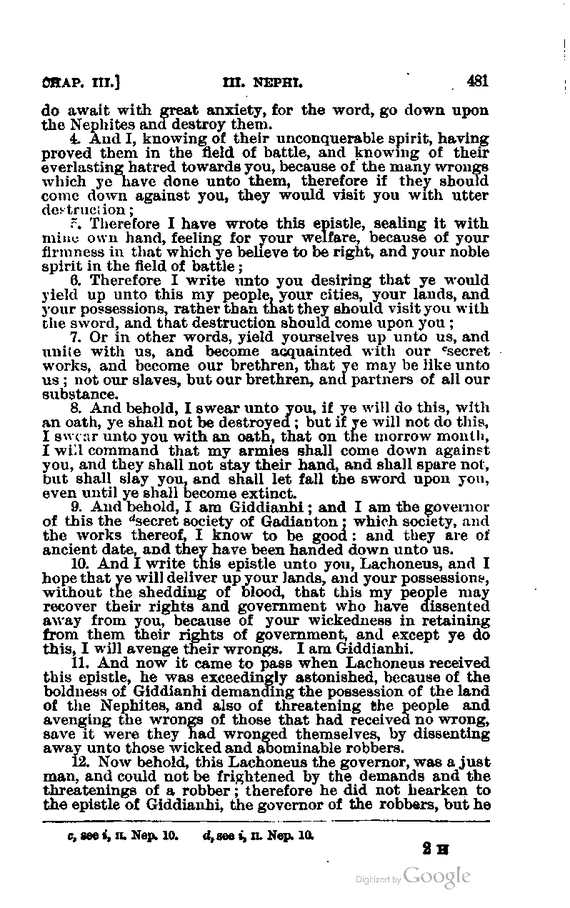 CHAP. III.] III. NEPHI. 481
do await with great anxiety, for the word, go down upon
the Nephites and destroy them.
4. And I, knowing of their unconquerable spirit, having
proved them in the field of battle, and knowing of their
everlasting hatred towards you, because of the many wrongs
which ye have done unto them, therefore if they should
come down against you, they would visit you with utter
destruction;
5. Therefore I have wrote this epistle, sealing it with
mine own hand, feeling for your welfare, because of your
firmness in that which ye believe to be right, and your noble
spirit in the field of battle;
6. Therefore I write unto you desiring that ye would
yield up unto this my people, your cities, your lands, and
your possessions, rather than that they should visit you with
the sword, and that destruction should come upon you;
7. Or in other words, yield yourselves up unto us, and
unite with us, and become acquainted with our ᶜsecret
works, and become our brethren, that ye may be like unto
us; not our slaves, but our brethren, and partners of all our
substance.
8. And behold, I swear unto you, if ye will do this, with
an oath, ye shall not be destroyed; but if ye will not do this,
I swear unto you with an oath, that on the morrow month,
I will command that my armies shall come down against
you, and they shall not stay their hand, and shall spare not,
but shall slay you, and shall let fall the sword upon you,
even until ye shall become extinct.
9. And behold, I am Giddianhi; and I am the governor
of this the ᵈsecret society of Gadianton; which society, and
the works thereof, I know to be good: and they are of
ancient date, and they have been handed down unto us.
10. And I write this epistle unto you, Lachoneus, and I
hope that ye will deliver up your lands, and your possessions,
without the shedding of blood, that this my people may
recover their rights and government who have dissented
away from you, because of your wickedness in retaining
from them their rights of government, and except ye do
this, I will avenge their wrongs. I am Giddianhi.
11. And now it came to pass when Lachoneus received
this epistle, he was exceedingly astonished, because of the
boldness of Giddianhi demanding the possession of the land
of the Nephites, and also of threatening the people and
avenging the wrongs of those that had received no wrong,
save it were they had wronged themselves, by dissenting
away unto those wicked and abominable robbers.
12. Now behold, this Lachoneus the governor, was a just
man, and could not be frightened by the demands and the
threatenings of a robber; therefore he did not hearken to
the epistle of Giddianhi, the governor of the robbers, but he
c, see i, II. Nep. 10. d, see i, II. Nep. 10.
2 H
Digitized by Google